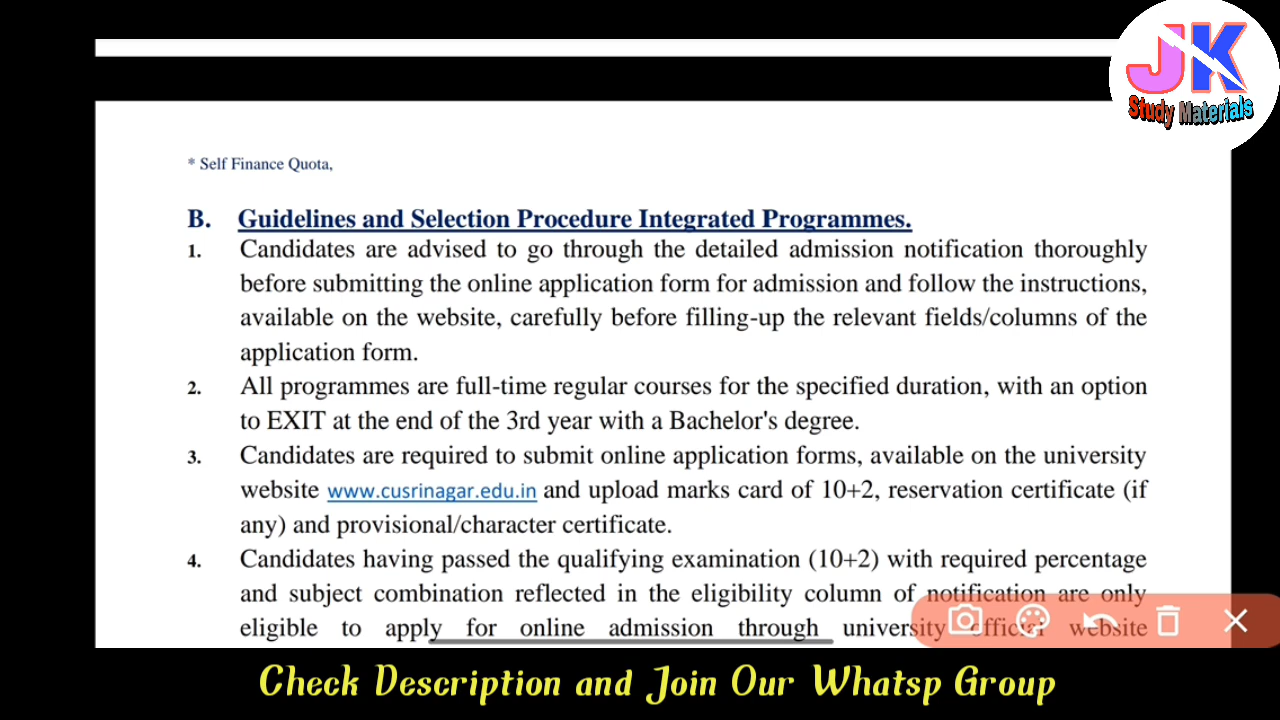 JK
Study Materials
* Self Finance Quota,
B. Guidelines and Selection Procedure Integrated Programmes.
1. Candidates are advised to go through the detailed admission notification thoroughly
before submitting the online application form for admission and follow the instructions,
available on the website, carefully before filling-up the relevant fields/columns of the
application form.
2. All programmes are full-time regular courses for the specified duration, with an option
to EXIT at the end of the 3rd year with a Bachelor's degree.
3. Candidates are required to submit online application forms, available on the university
website www.cusrinagar.edu.in and upload marks card of 10+2, reservation certificate (if
any) and provisional/character certificate.
4. Candidates having passed the qualifying examination (10+2) with required percentage
and subject combination reflected in the eligibility column of notification are only
eligible to apply for online admission through university official website
Check Description and Join Our Whatsp Group